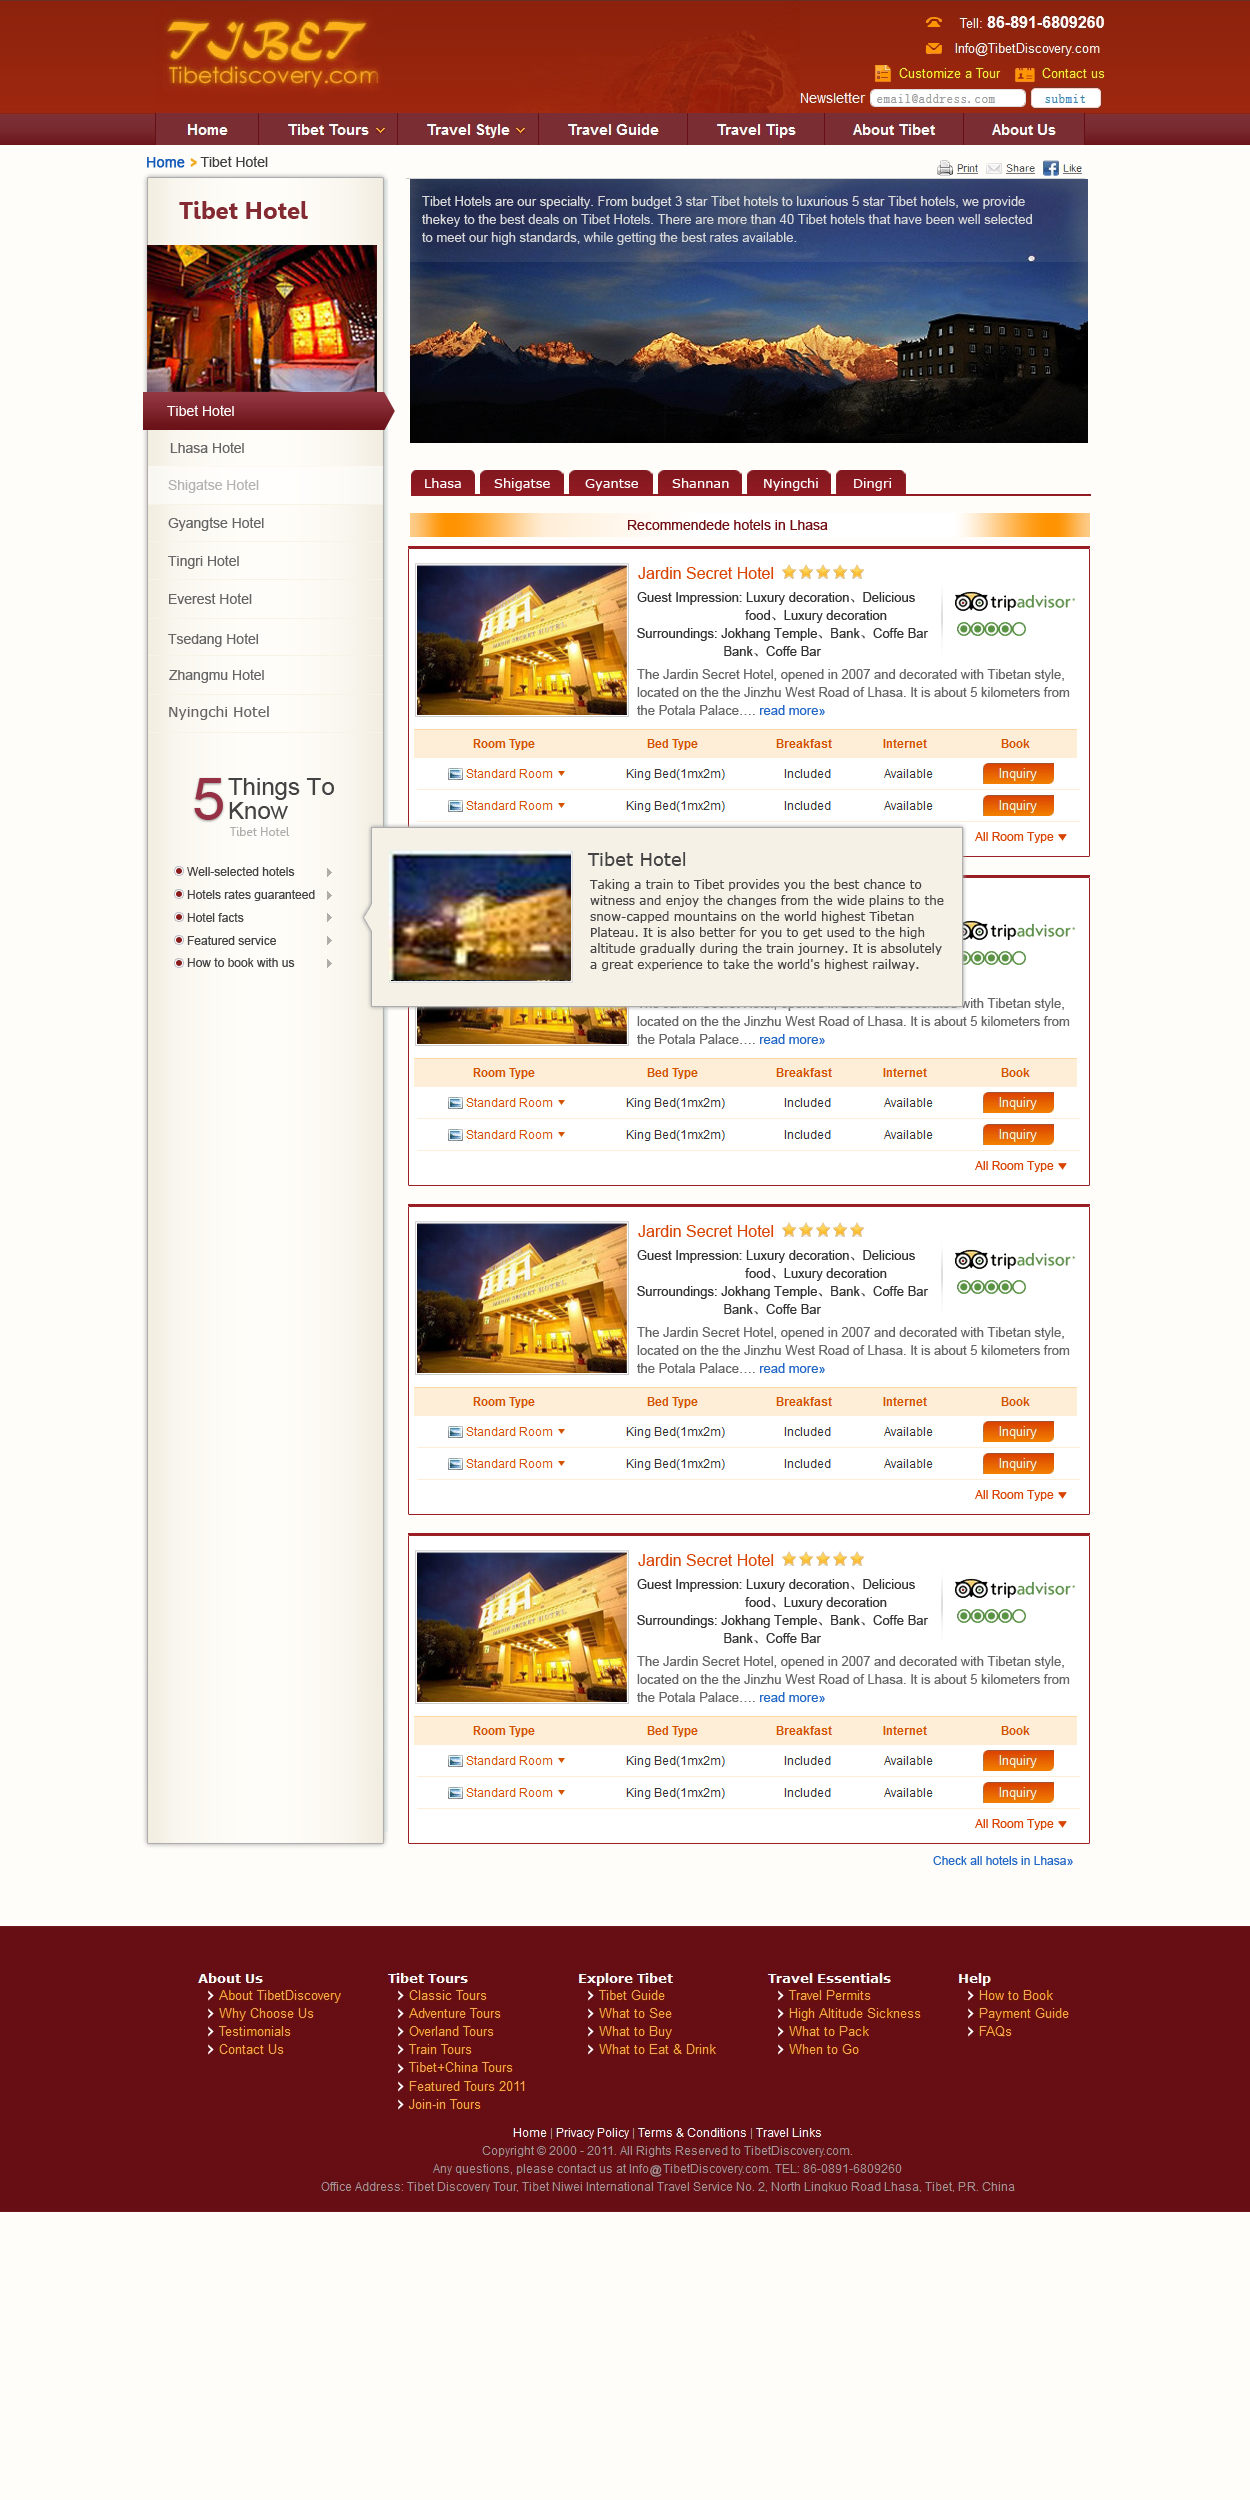 TIBET
Tibetdiscovery.com
Tell: 86-891-6809260
Info@TibetDiscovery.com
Customize a Tour Contact us
Newsletter email@address.com submit
Home Tibet Tours Travel Style Travel Guide Travel Tips About Tibet About Us
Home > Tibet Hotel
Print Share Like
Tibet Hotel
Tibet Hotel
Lhasa Hotel
Shigatse Hotel
Gyangtse Hotel
Tingri Hotel
Everest Hotel
Tsedang Hotel
Zhangmu Hotel
Nyingchi Hotel
5 Things To
Know
Tibet Hotel
Well-selected hotels
Hotels rates guaranteed
Hotel facts
Featured service
How to book with us
Tibet Hotels are our specialty. From budget 3 star Tibet hotels to luxurious 5 star Tibet hotels, we provide
thekey to the best deals on Tibet Hotels. There are more than 40 Tibet hotels that have been well selected
to meet our high standards, while getting the best rates available.
Lhasa Shigatse Gyantse Shannan Nyingchi Dingri
Recommendede hotels in Lhasa
JARDIN SECRET HOTEL
Jardin Secret Hotel
Guest Impression: Luxury decoration、Delicious
food、Luxury decoration
Surroundings: Jokhang Temple、Bank、Coffe Bar
Bank、Coffe Bar
tripadvisor
The Jardin Secret Hotel, opened in 2007 and decorated with Tibetan style,
located on the the Jinzhu West Road of Lhasa. It is about 5 kilometers from
the Potala Palace.... read more»
Room Type Bed Type Breakfast Internet Book
Standard Room King Bed(1mx2m) Included Available Inquiry
Standard Room King Bed(1mx2m) Included Available Inquiry
All Room Type
Tibet Hotel
Taking a train to Tibet provides you the best chance to
witness and enjoy the changes from the wide plains to the
snow-capped mountains on the world highest Tibetan
Plateau. It is also better for you to get used to the high
altitude gradually during the train journey. It is absolutely
a great experience to take the world's highest railway.
tripadvisor
The Jardin Secret Hotel, opened in 2007 and decorated with Tibetan style,
located on the the Jinzhu West Road of Lhasa. It is about 5 kilometers from
the Potala Palace.... read more»
Room Type Bed Type Breakfast Internet Book
Standard Room King Bed(1mx2m) Included Available Inquiry
Standard Room King Bed(1mx2m) Included Available Inquiry
All Room Type
JARDIN SECRET HOTEL
Jardin Secret Hotel
Guest Impression: Luxury decoration、Delicious
food、Luxury decoration
Surroundings: Jokhang Temple、Bank、Coffe Bar
Bank、Coffe Bar
tripadvisor
The Jardin Secret Hotel, opened in 2007 and decorated with Tibetan style,
located on the the Jinzhu West Road of Lhasa. It is about 5 kilometers from
the Potala Palace.... read more»
Room Type Bed Type Breakfast Internet Book
Standard Room King Bed(1mx2m) Included Available Inquiry
Standard Room King Bed(1mx2m) Included Available Inquiry
All Room Type
JARDIN SECRET HOTEL
Jardin Secret Hotel
Guest Impression: Luxury decoration、Delicious
food、Luxury decoration
Surroundings: Jokhang Temple、Bank、Coffe Bar
Bank、Coffe Bar
tripadvisor
The Jardin Secret Hotel, opened in 2007 and decorated with Tibetan style,
located on the the Jinzhu West Road of Lhasa. It is about 5 kilometers from
the Potala Palace.... read more»
Room Type Bed Type Breakfast Internet Book
Standard Room King Bed(1mx2m) Included Available Inquiry
Standard Room King Bed(1mx2m) Included Available Inquiry
All Room Type
Check all hotels in Lhasa»
About Us
About TibetDiscovery
Why Choose Us
Testimonials
Contact Us
Tibet Tours
Classic Tours
Adventure Tours
Overland Tours
Train Tours
Tibet+China Tours
Featured Tours 2011
Join-in Tours
Explore Tibet
Tibet Guide
What to See
What to Buy
What to Eat & Drink
Travel Essentials
Travel Permits
High Altitude Sickness
What to Pack
When to Go
Help
How to Book
Payment Guide
FAQs
Home | Privacy Policy | Terms & Conditions | Travel Links
Copyright © 2000 - 2011. All Rights Reserved to TibetDiscovery.com.
Any questions, please contact us at Info@TibetDiscovery.com. TEL: 86-0891-6809260
Office Address: Tibet Discovery Tour, Tibet Niwei International Travel Service No. 2, North Lingkuo Road Lhasa, Tibet, P.R. China